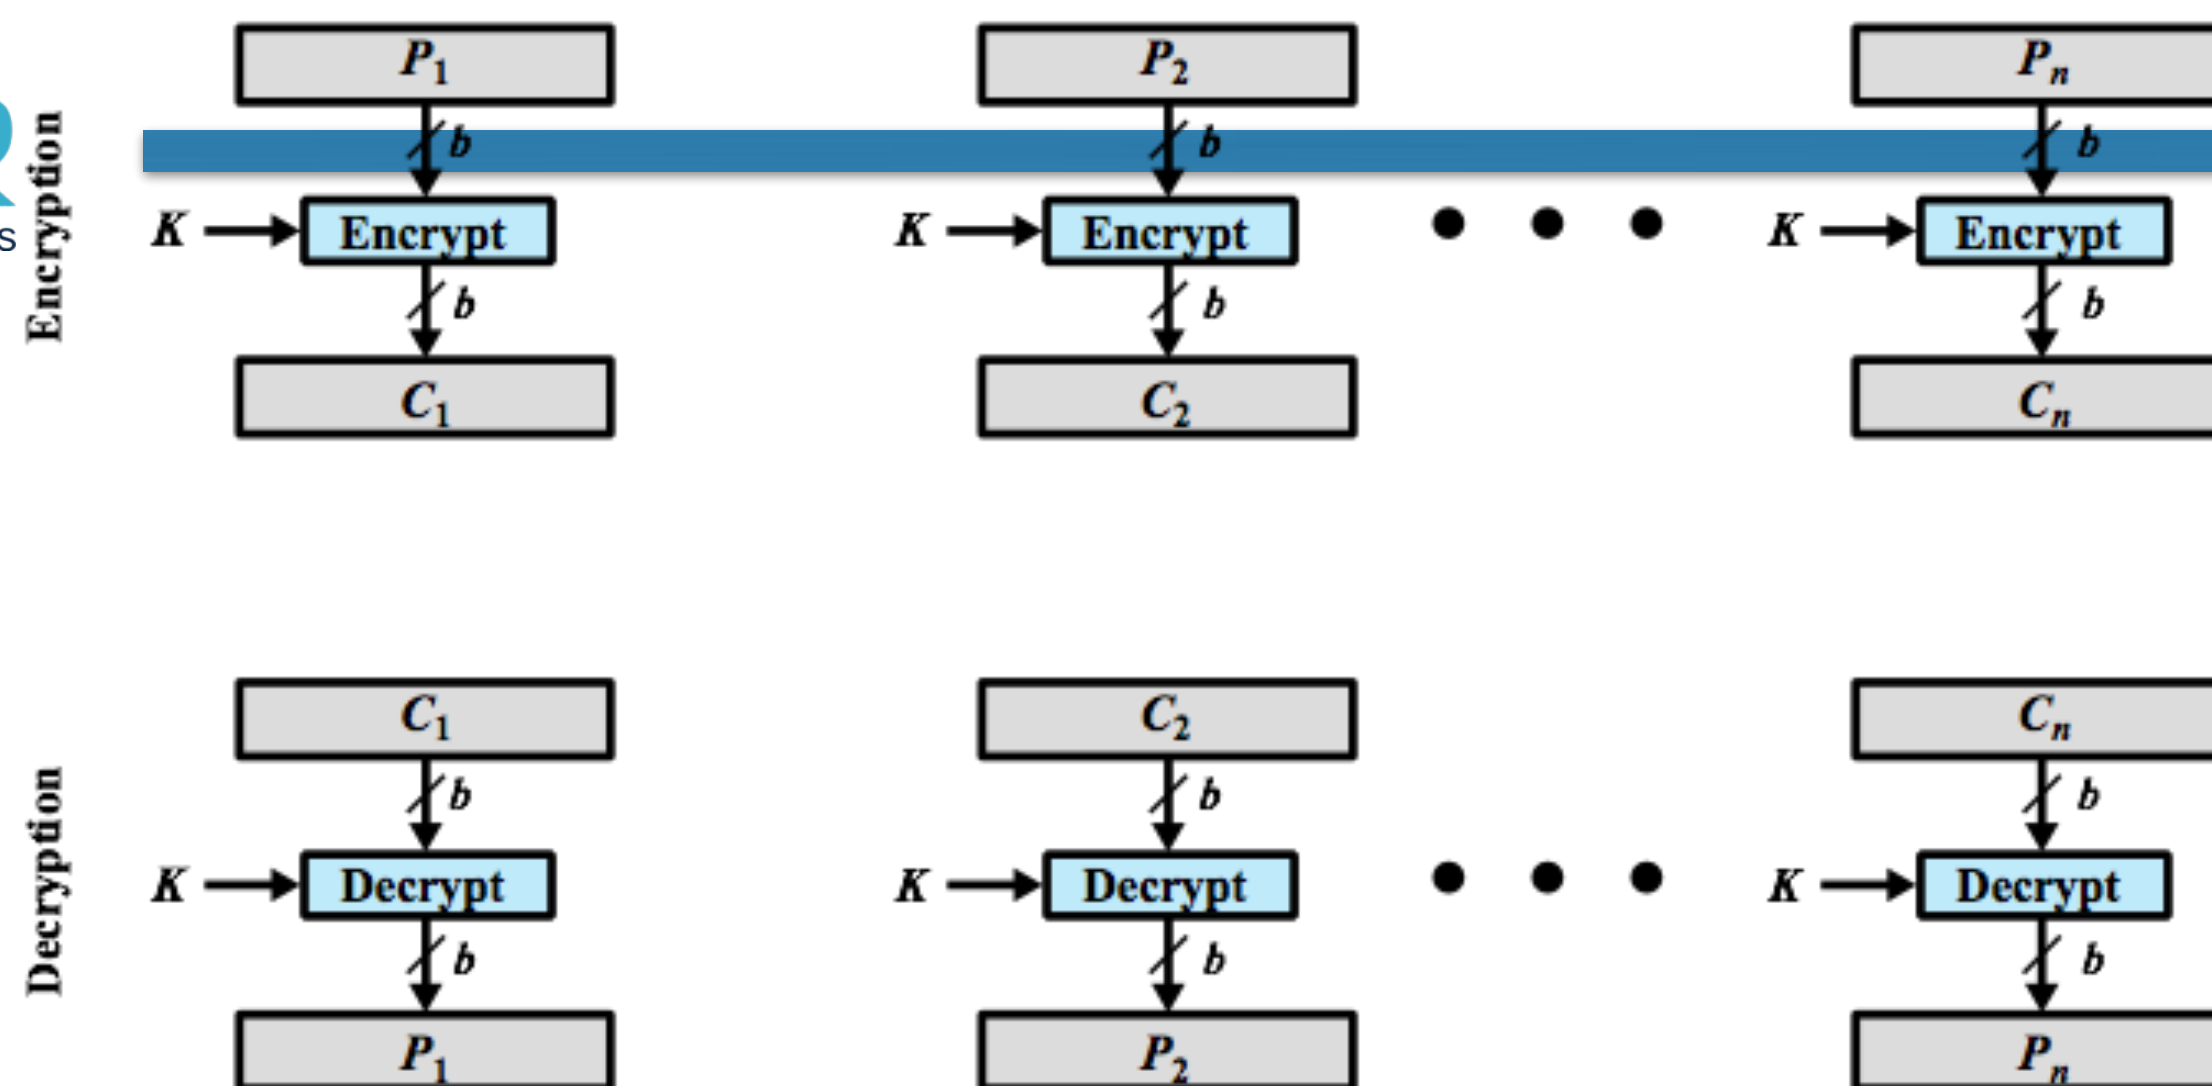 P1 P2 Pn
b b b
Encryption
K Encrypt K Encrypt • • • K Encrypt
s
b b b
C1 C2 Cn
C1 C2 Cn
b b b
Decryption
K Decrypt K Decrypt • • • K Decrypt
b b b
P1 P2 Pn